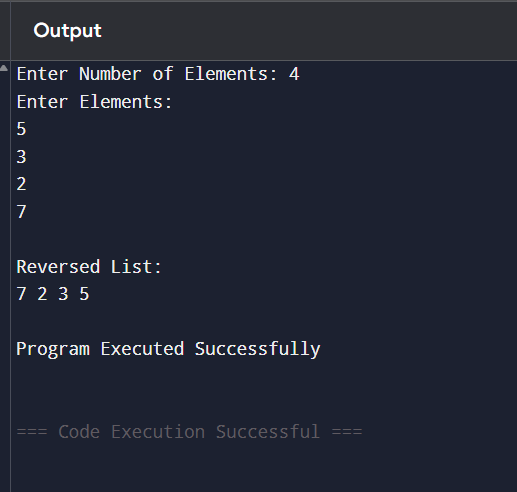 Output
Enter Number of Elements: 4
Enter Elements:
5
3
2
7
Reversed List:
7 2 3 5
Program Executed Successfully
=== Code Execution Successful ===